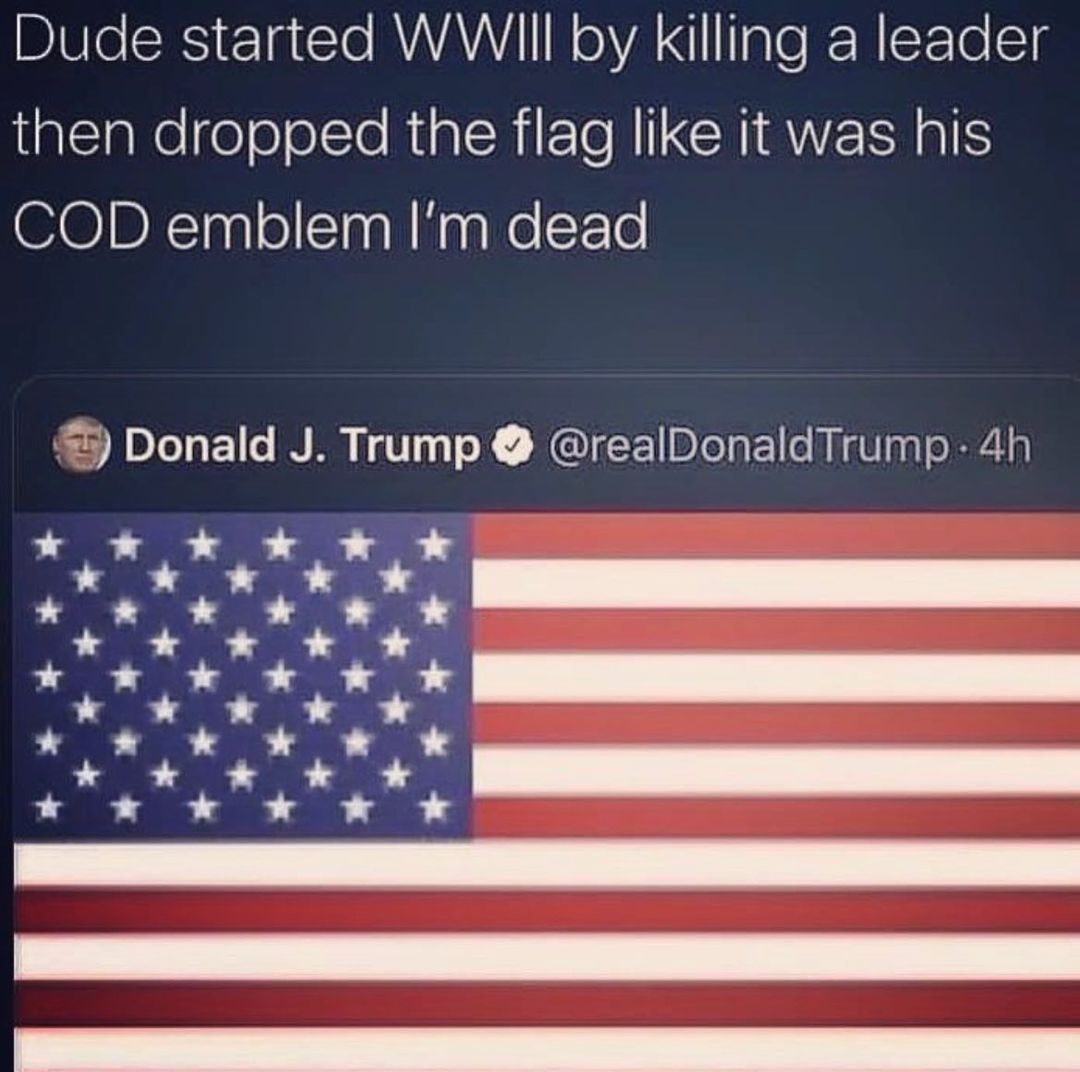 Dude started WWIII by killing a leader
then dropped the flag like it was his
COD emblem I'm dead
Donald J. Trump @realDonaldTrump · 4h